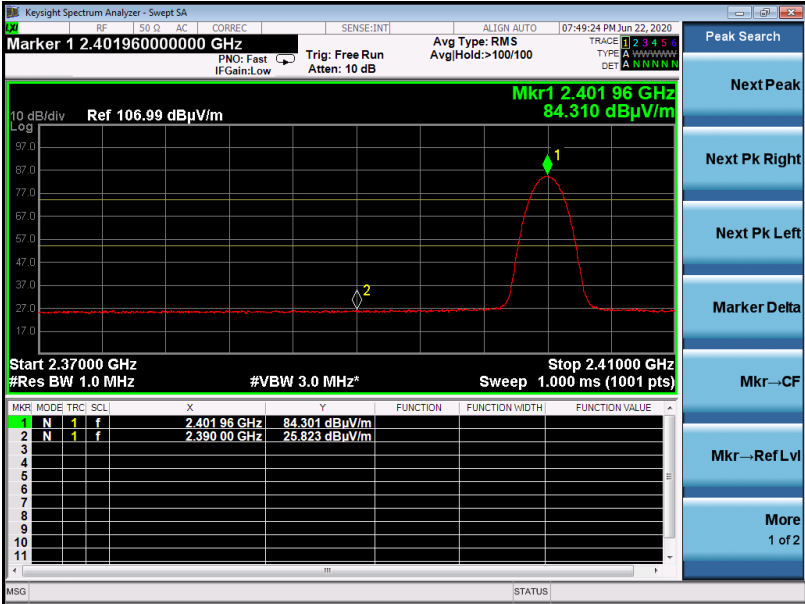 Keysight Spectrum Analyzer - Swept SA
LXI RF 50 Ω AC CORREC SENSE:INT ALIGN AUTO 07:49:24 PM Jun 22, 2020
Marker 1 2.401960000000 GHz
PNO: Fast
IFGain:Low
Trig: Free Run
Atten: 10 dB
Avg Type: RMS
Avg|Hold:>100/100
TRACE 1 2 3 4 5 6
TYPE A WWWWW
DET A N N N N N
Mkr1 2.401 96 GHz
84.310 dBµV/m
10 dB/div Ref 106.99 dBµV/m
Log
97.0
87.0
77.0
67.0
57.0
47.0
37.0
27.0
17.0
1
2
Start 2.37000 GHz Stop 2.41000 GHz
#Res BW 1.0 MHz #VBW 3.0 MHz* Sweep 1.000 ms (1001 pts)
MKR MODE TRC SCL X Y FUNCTION FUNCTION WIDTH FUNCTION VALUE
1 N 1 f 2.401 96 GHz 84.301 dBµV/m
2 N 1 f 2.390 00 GHz 25.823 dBµV/m
3
4
5
6
7
8
9
10
11
MSG STATUS
Peak Search
Next Peak
Next Pk Right
Next Pk Left
Marker Delta
Mkr→CF
Mkr→Ref Lvl
More
1 of 2